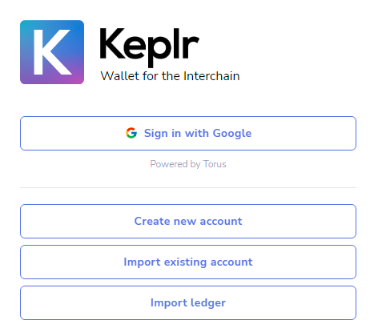 K Keplr
Wallet for the Interchain
Sign in with Google
Powered by Torus
Create new account
Import existing account
Import ledger